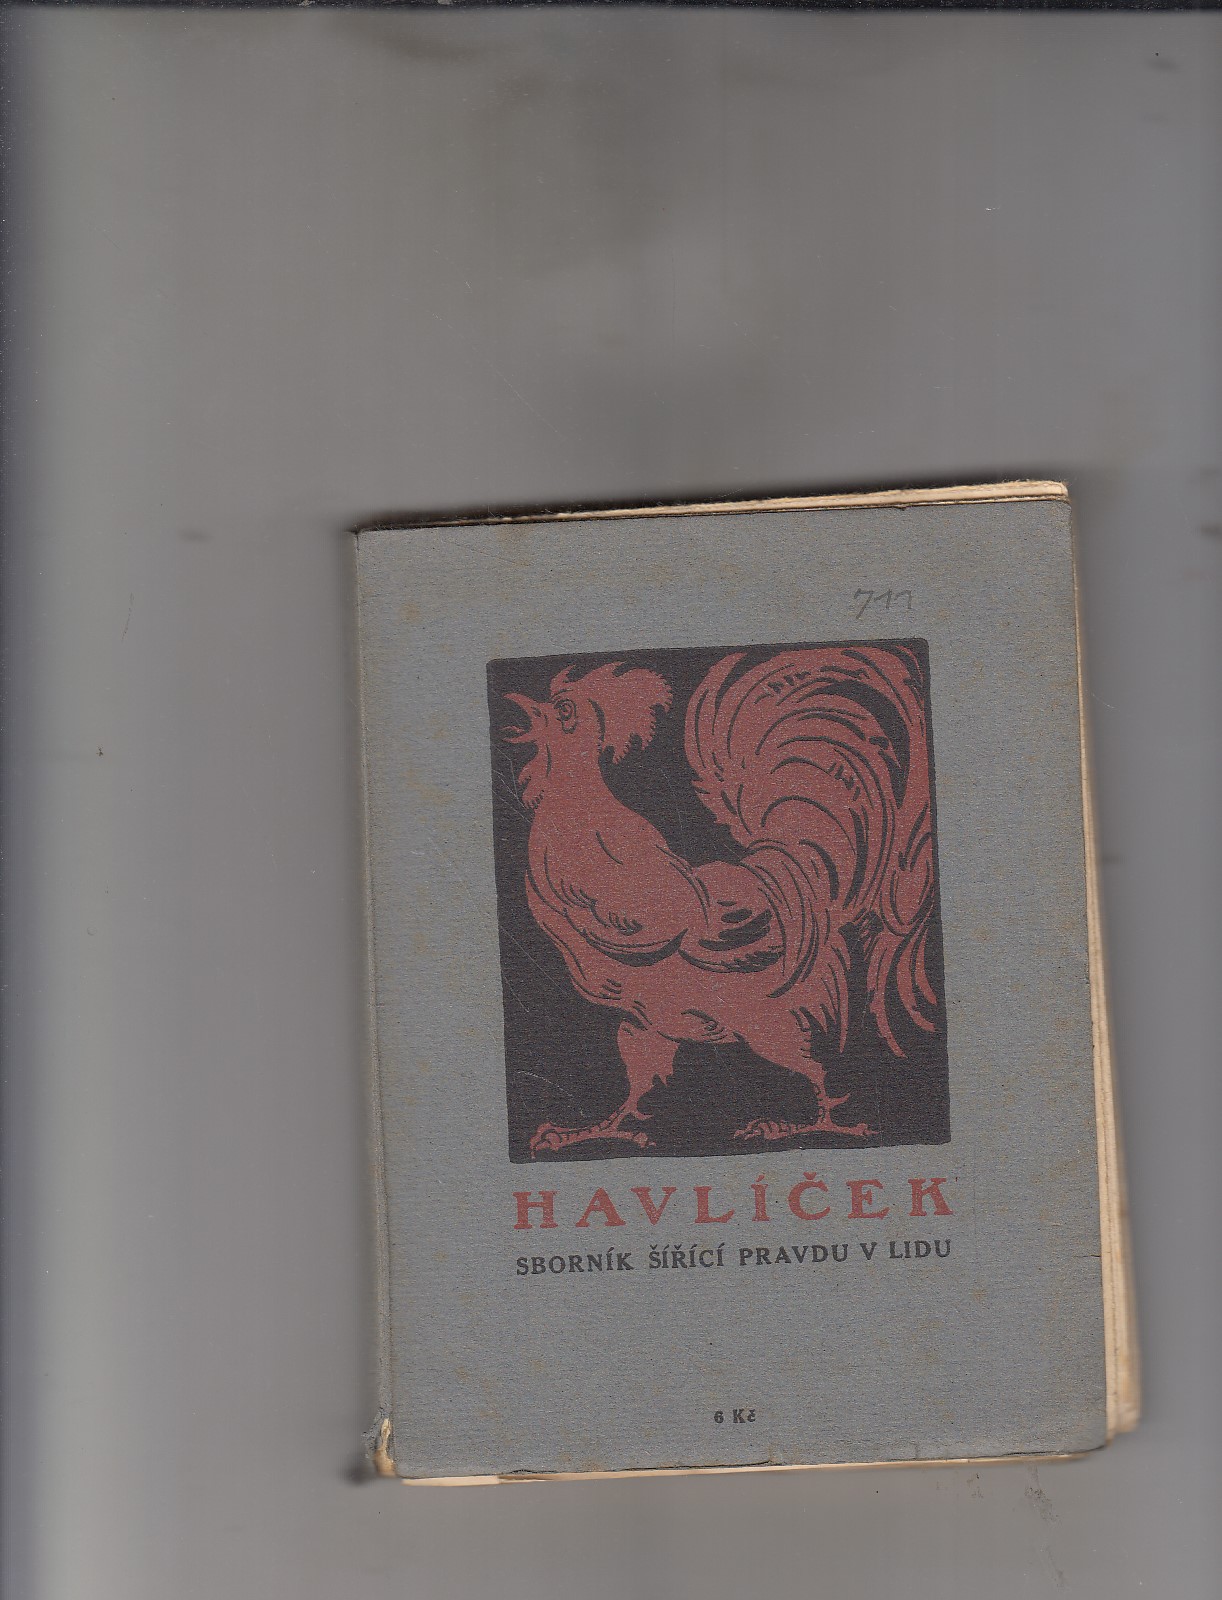 711
HAVLÍČEK
SBORNÍK ŠÍŘÍCÍ PRAVDU V LIDU
6 Kč